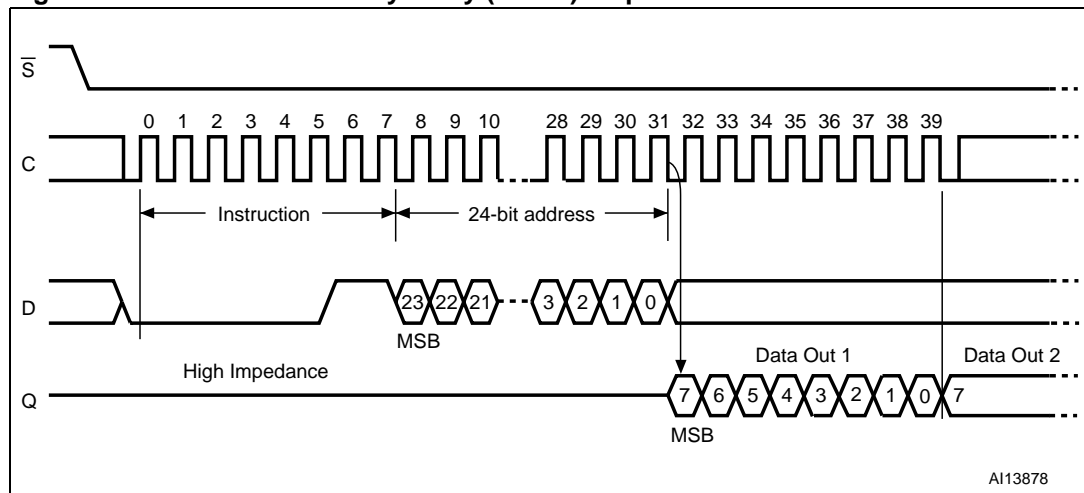 S
0 1 2 3 4 5 6 7 8 9 10 28 29 30 31 32 33 34 35 36 37 38 39
C
Instruction 24-bit address
D 23 22 21 3 2 1 0
MSB
High Impedance Data Out 1 Data Out 2
Q 7 6 5 4 3 2 1 0 7
MSB
AI13878